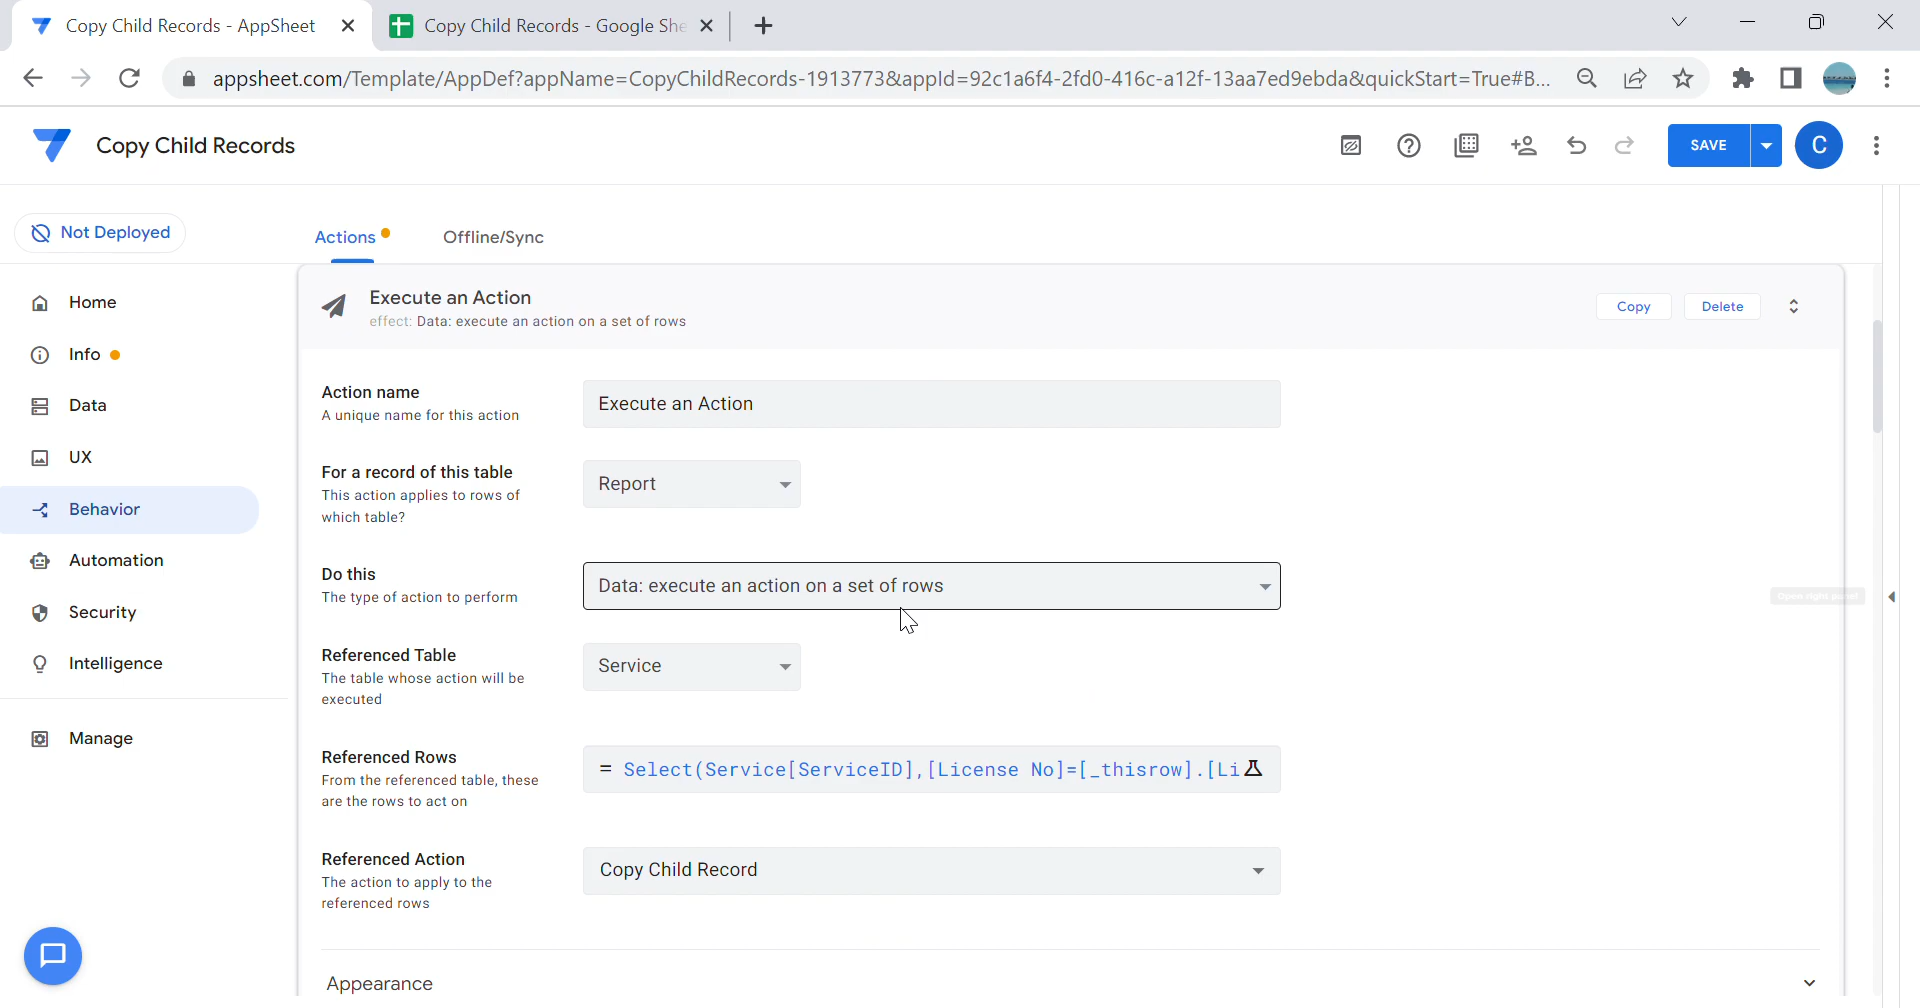 Copy Child Records - AppSheet
Copy Child Records - Google She
appsheet.com/Template/AppDef?appName=CopyChildRecords-1913773&appId=92c1a6f4-2fd0-416c-a12f-13aa7ed9ebda&quickStart=True#B...
Copy Child Records
SAVE
C
Not Deployed
Actions
Offline/Sync
Home
Info
Data
UX
Behavior
Automation
Security
Intelligence
Manage
Execute an Action
effect: Data: execute an action on a set of rows
Copy
Delete
Action name
A unique name for this action
Execute an Action
For a record of this table
This action applies to rows of
which table?
Report
Do this
The type of action to perform
Data: execute an action on a set of rows
Open right panel
Referenced Table
The table whose action will be
executed
Service
Referenced Rows
From the referenced table, these
are the rows to act on
= Select(Service[ServiceID],[License No]=[_thisrow].[Li
Referenced Action
The action to apply to the
referenced rows
Copy Child Record
Appearance